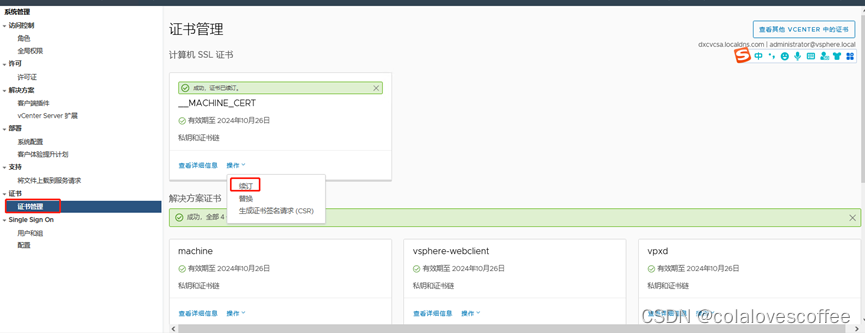 系统管理
访问控制
角色
全局权限
许可
许可证
解决方案
客户端插件
vCenter Server 扩展
部署
系统配置
客户体验提升计划
支持
将文件上载到服务请求
证书
证书管理
Single Sign On
用户和组
配置
证书管理
查看其他 VCENTER 中的证书
dxcvcsa.localdns.com | administrator@vsphere.local
中
计算机 SSL 证书
成功，证书已续订。
__MACHINE_CERT
有效期至 2024年10月26日
私钥和证书链
查看详细信息 操作
续订
替换
生成证书签名请求 (CSR)
解决方案证书
成功，全部 4
machine
有效期至 2024年10月26日
私钥和证书链
查看详细信息 操作
vsphere-webclient
有效期至 2024年10月26日
私钥和证书链
查看详细信息 操作
vpxd
有效期至 2024年10月26日
私钥和证书链
CSDN @colalovescoffee